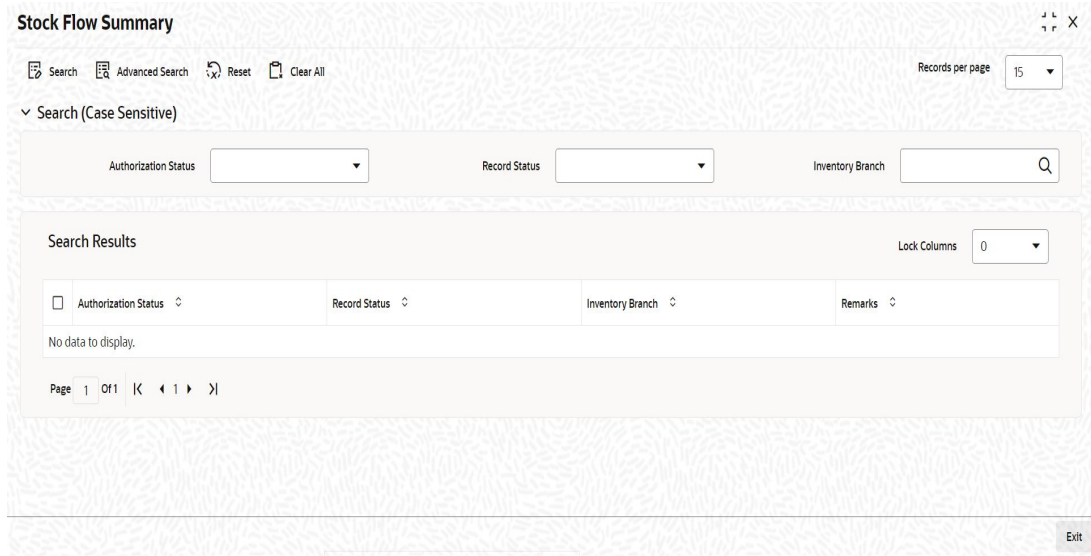 Stock Flow Summary
Search Advanced Search Reset Clear All Records per page 15
Search (Case Sensitive)
Authorization Status Record Status Inventory Branch
Search Results Lock Columns 0
Authorization Status Record Status Inventory Branch Remarks
No data to display.
Page 1 Of 1 1
Exit